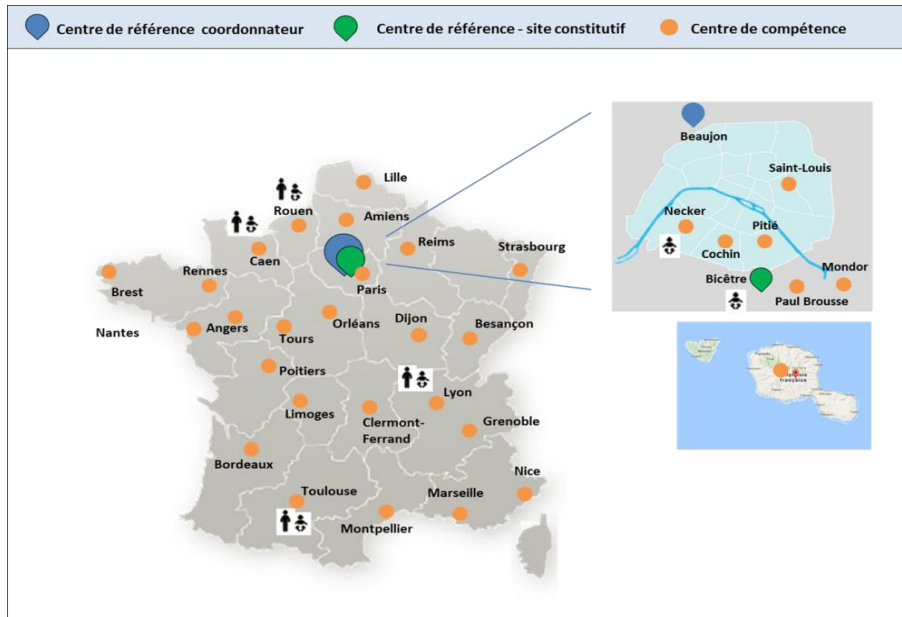 Centre de référence coordonnateur
Centre de référence - site constitutif
Centre de compétence
Lille
Rouen
Amiens
Caen
Reims
Strasbourg
Paris
Brest
Rennes
Nantes
Angers
Tours
Orléans
Dijon
Besançon
Poitiers
Limoges
Clermont-
Ferrand
Lyon
Grenoble
Bordeaux
Toulouse
Montpellier
Marseille
Nice
Beaujon
Saint-Louis
Necker
Cochin
Pitié
Bicêtre
Paul Brousse
Mondor
française